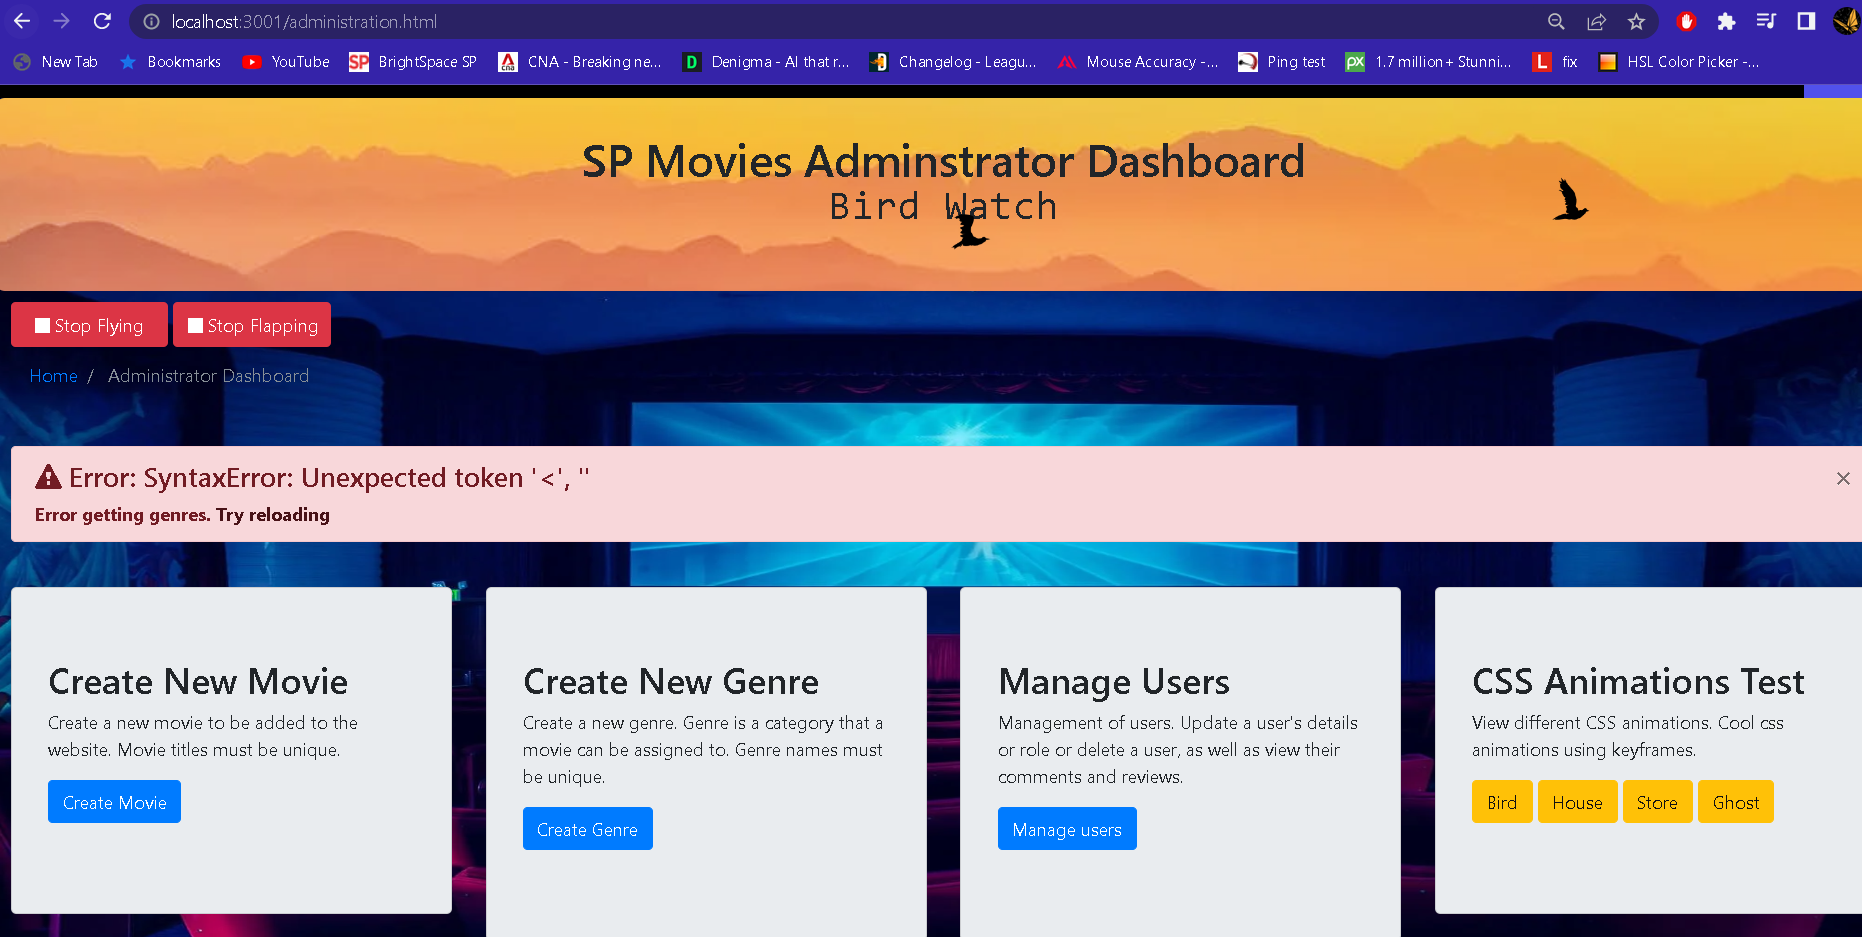 localhost:3001/administration.html
New Tab Bookmarks YouTube SP BrightSpace SP CNA - Breaking ne... D Denigma - AI that r... Changelog - Leagu... Mouse Accuracy -... Ping test px 1.7 million+ Stunni... L fix HSL Color Picker -...
SP Movies Adminstrator Dashboard
Bird Watch
Stop Flying Stop Flapping
Home / Administrator Dashboard
Error: SyntaxError: Unexpected token '<', "
Error getting genres. Try reloading
Create New Movie
Create a new movie to be added to the
website. Movie titles must be unique.
Create Movie
Create New Genre
Create a new genre. Genre is a category that a
movie can be assigned to. Genre names must
be unique.
Create Genre
Manage Users
Management of users. Update a user's details
or role or delete a user, as well as view their
comments and reviews.
Manage users
CSS Animations Test
View different CSS animations. Cool css
animations using keyframes.
Bird House Store Ghost